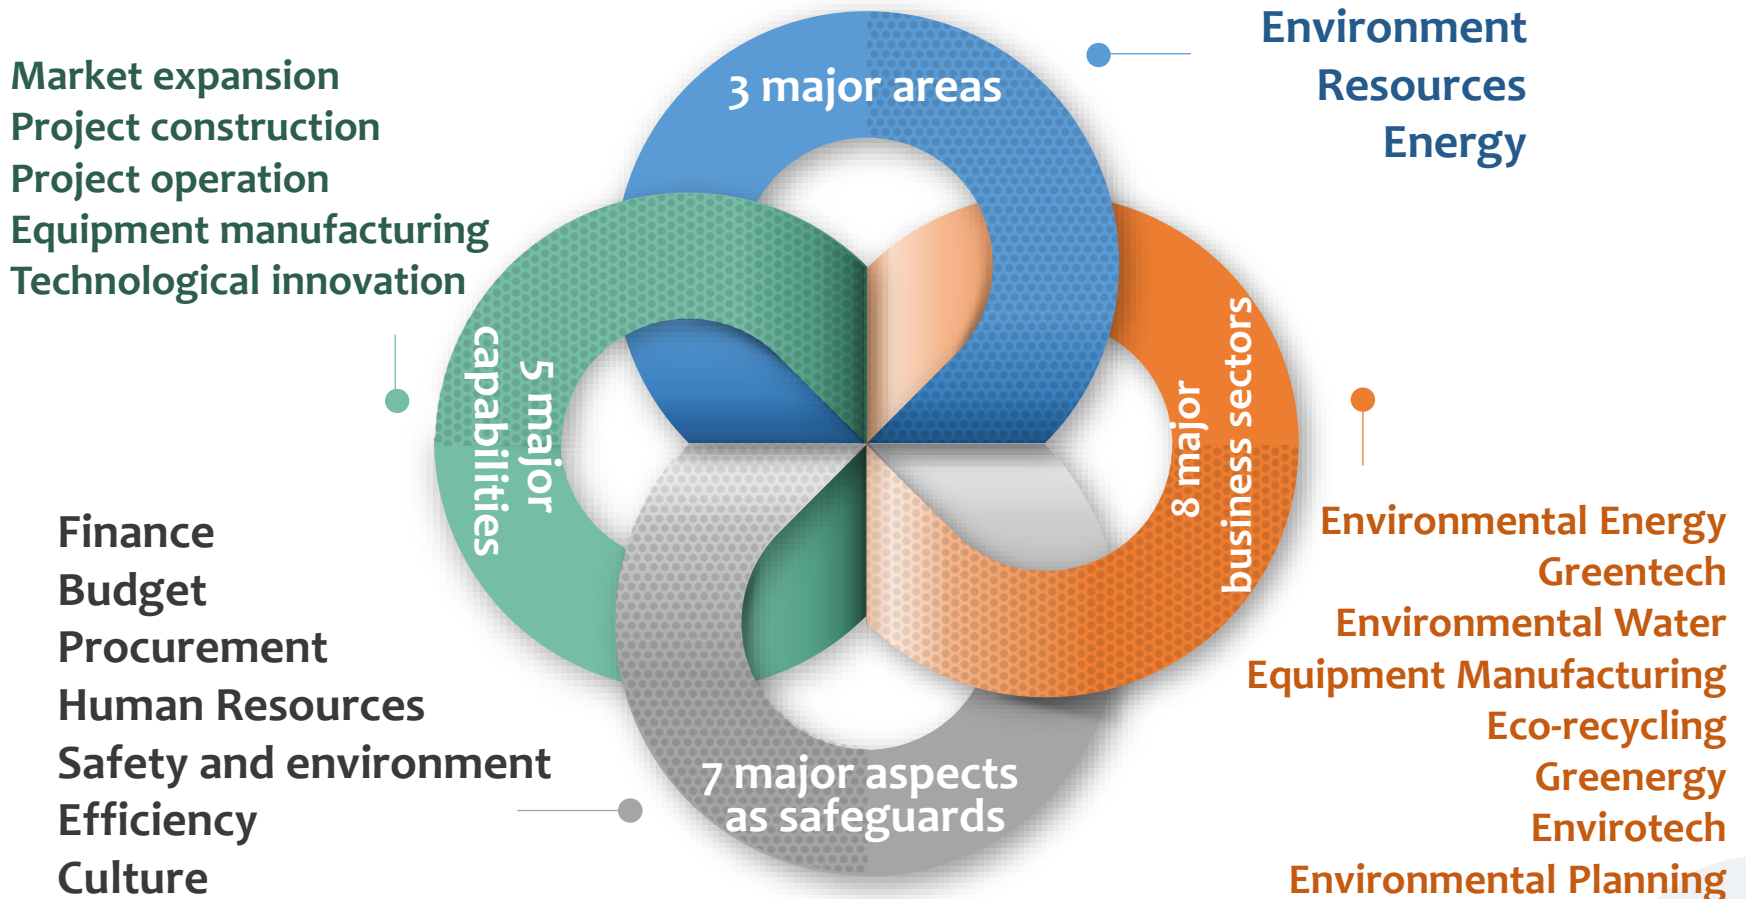 3 major areas
Environment
Resources
Energy
Market expansion
Project construction
Project operation
Equipment manufacturing
Technological innovation
5 major
capabilities
8 major
business sectors
Environmental Energy
Greentech
Environmental Water
Equipment Manufacturing
Eco-recycling
Greenergy
Envirotech
Environmental Planning
Finance
Budget
Procurement
Human Resources
Safety and environment
Efficiency
Culture
7 major aspects
as safeguards